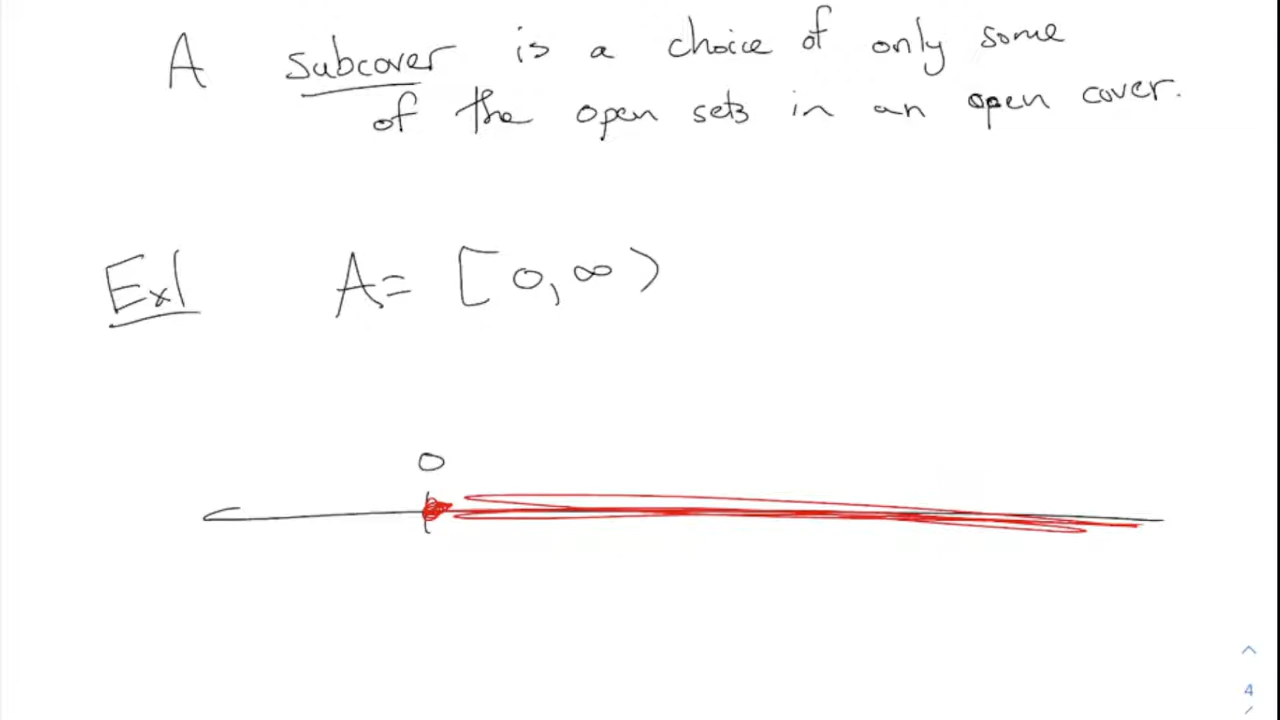 A subcover is a choice of only some
of the open sets in an open cover.
Ex1 A = [0, ∞)
0
4